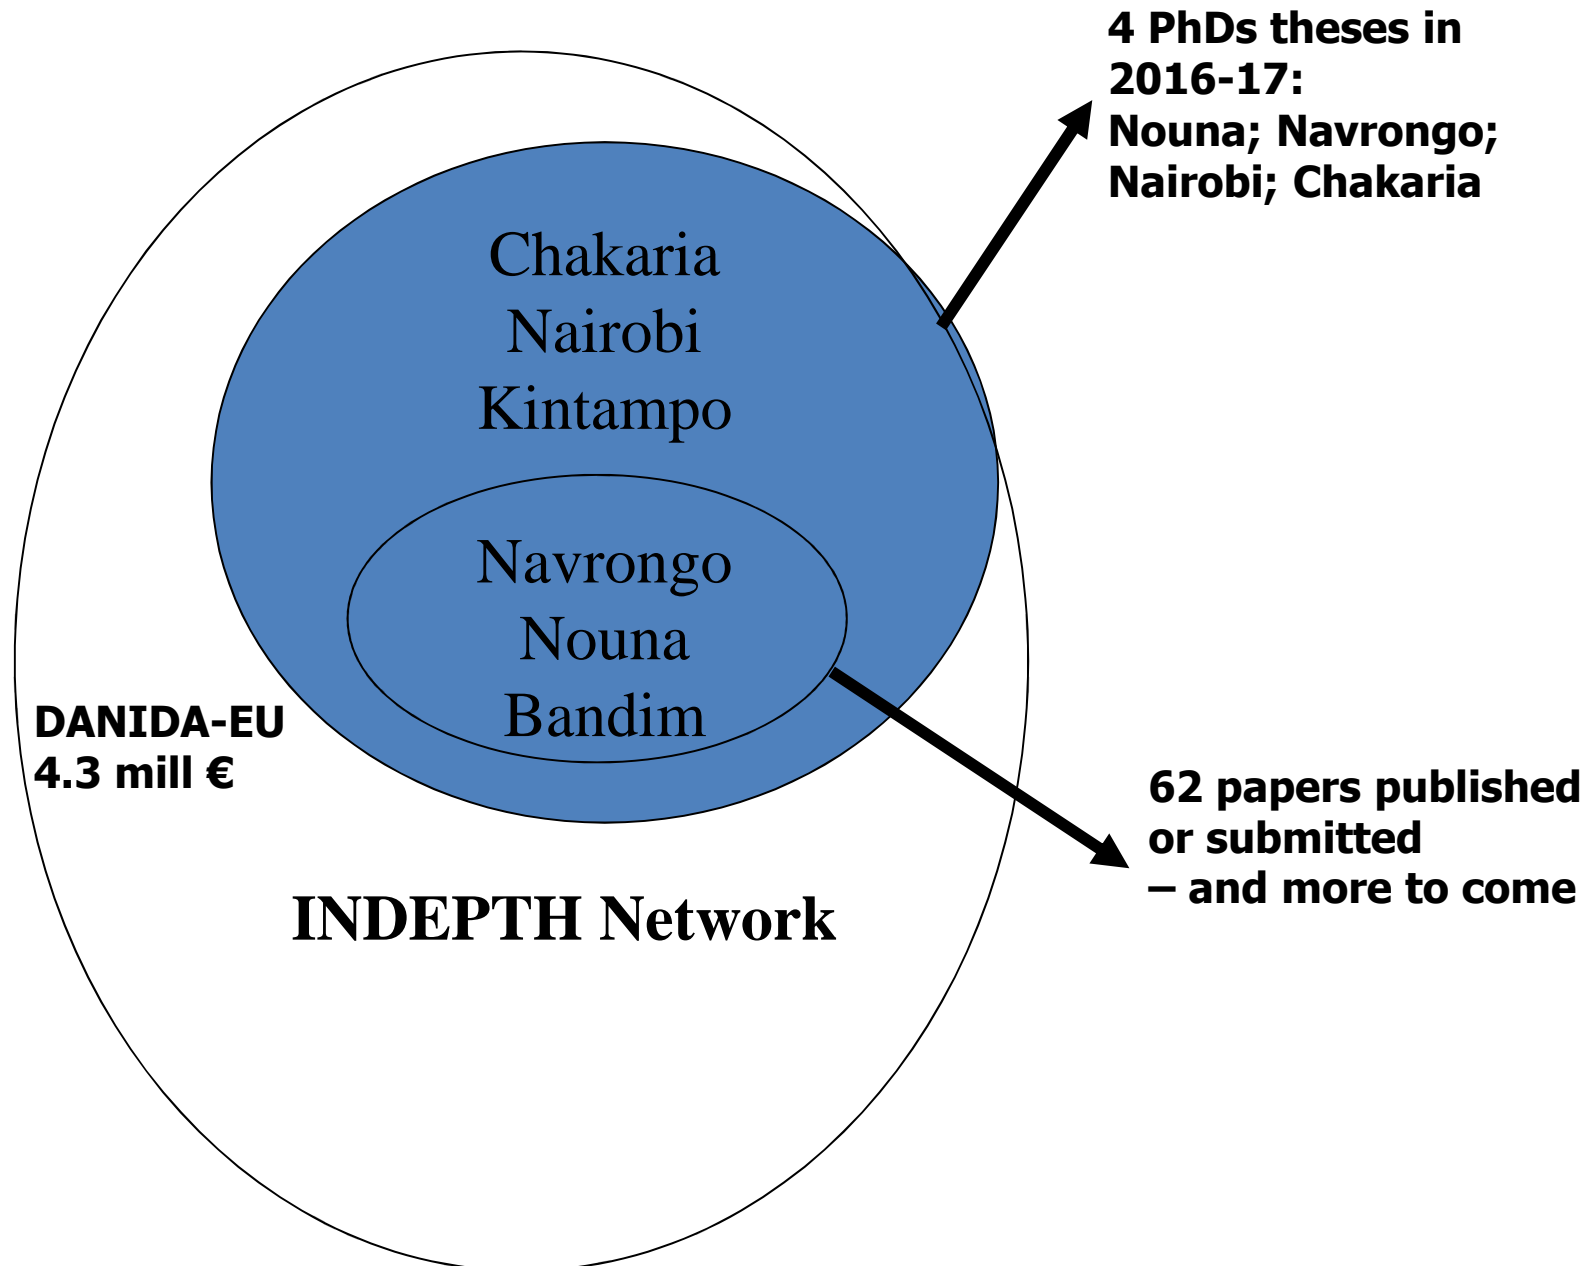 4 PhDs theses in
2016-17:
Nouna; Navrongo;
Nairobi; Chakaria
Chakaria
Nairobi
Kintampo
Navrongo
Nouna
Bandim
DANIDA-EU
4.3 mill €
62 papers published
or submitted
– and more to come
INDEPTH Network